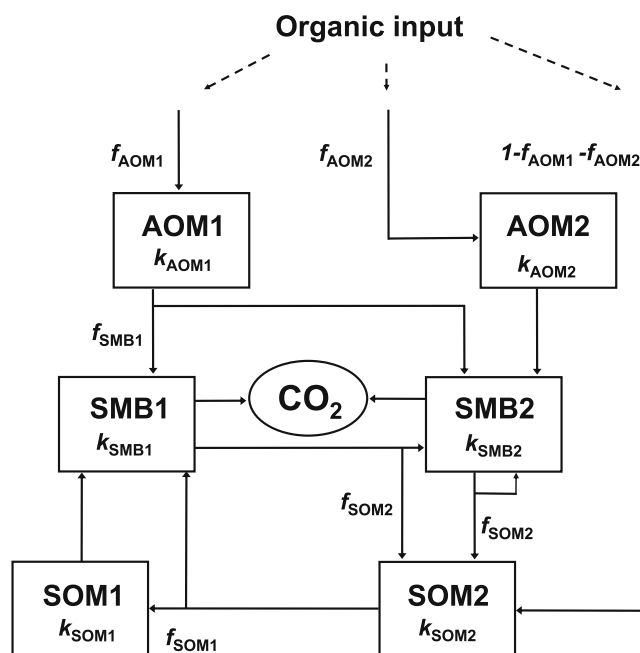 Organic input
fAOM1
fAOM2
1-fAOM1 -fAOM2
AOM1
kAOM1
AOM2
kAOM2
fSMB1
SMB1
kSMB1
CO2
SMB2
kSMB2
fSOM2
fSOM2
SOM1
kSOM1
fSOM1
SOM2
kSOM2